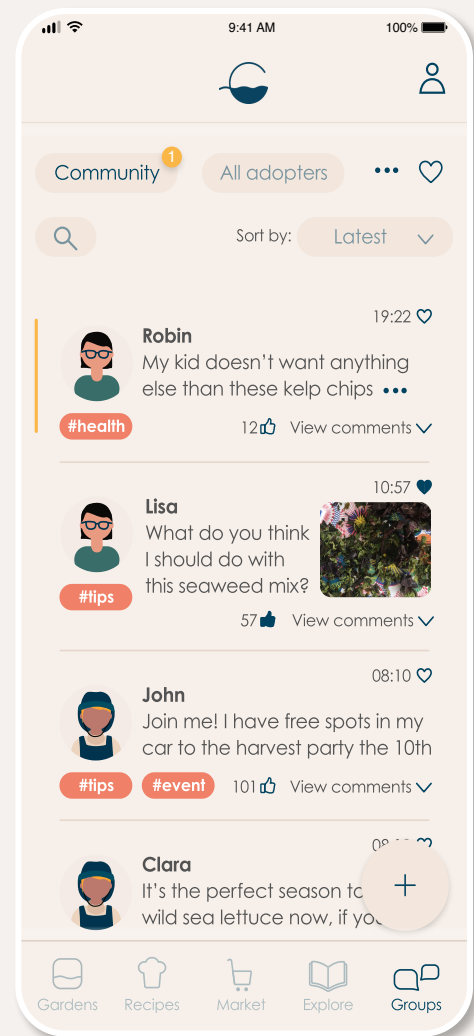 9:41 AM
100%
Community
1
All adopters
Sort by:
Latest
19:22
Robin
My kid doesn't want anything
else than these kelp chips
#health
12
View comments
10:57
Lisa
What do you think
I should do with
this seaweed mix?
#tips
57
View comments
08:10
John
Join me! I have free spots in my
car to the harvest party the 10th
#tips
#event
101
View comments
Clara
It's the perfect season to
wild sea lettuce now, if
Gardens
Recipes
Market
Explore
Groups